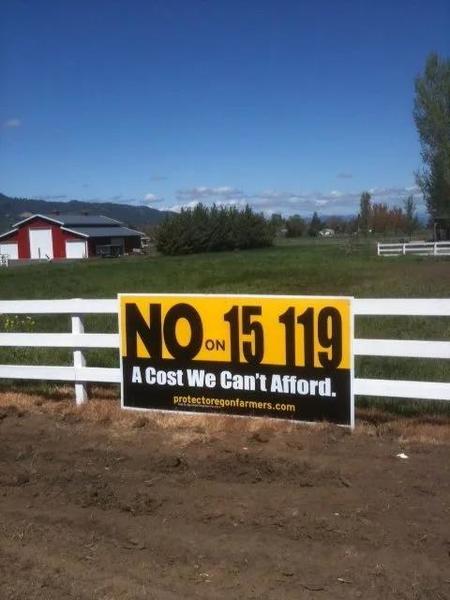 NO ON 15 119
A Cost We Can't Afford.
protectoregonfarmers.com